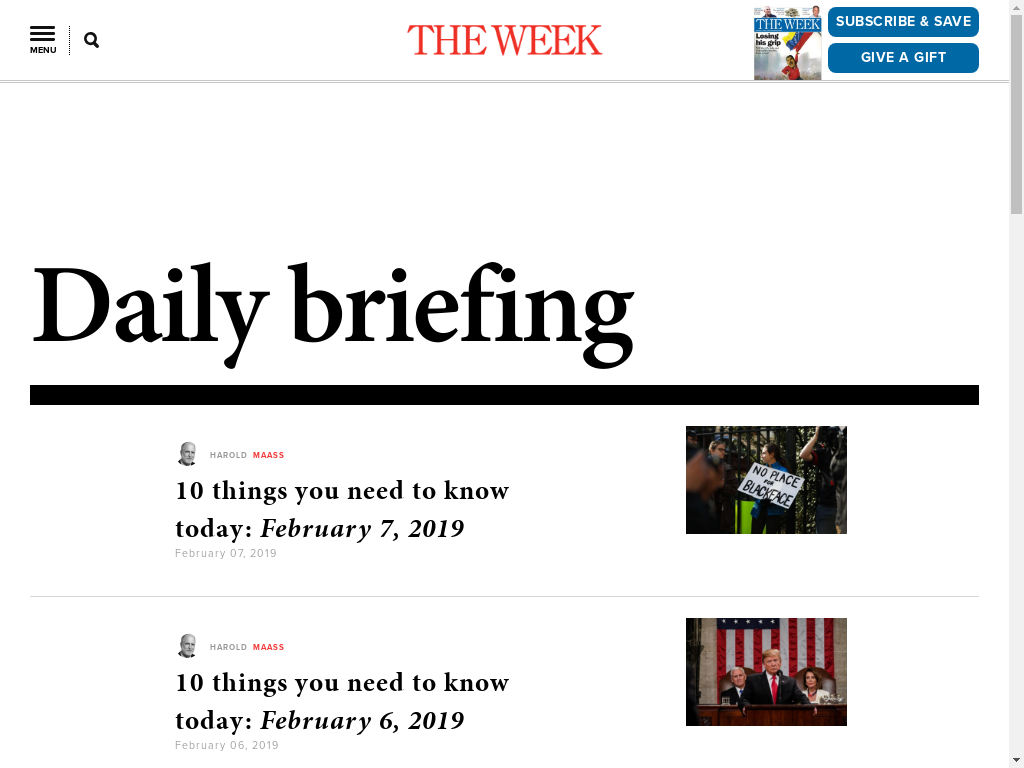 MENU
THE WEEK
THE WEEK
Losing
his grip
SUBSCRIBE & SAVE
GIVE A GIFT
Daily briefing
HAROLD MAASS
10 things you need to know
today: February 7, 2019
February 07, 2019
NO PLACE
FOR
BLACKFACE
HAROLD MAASS
10 things you need to know
today: February 6, 2019
February 06, 2019